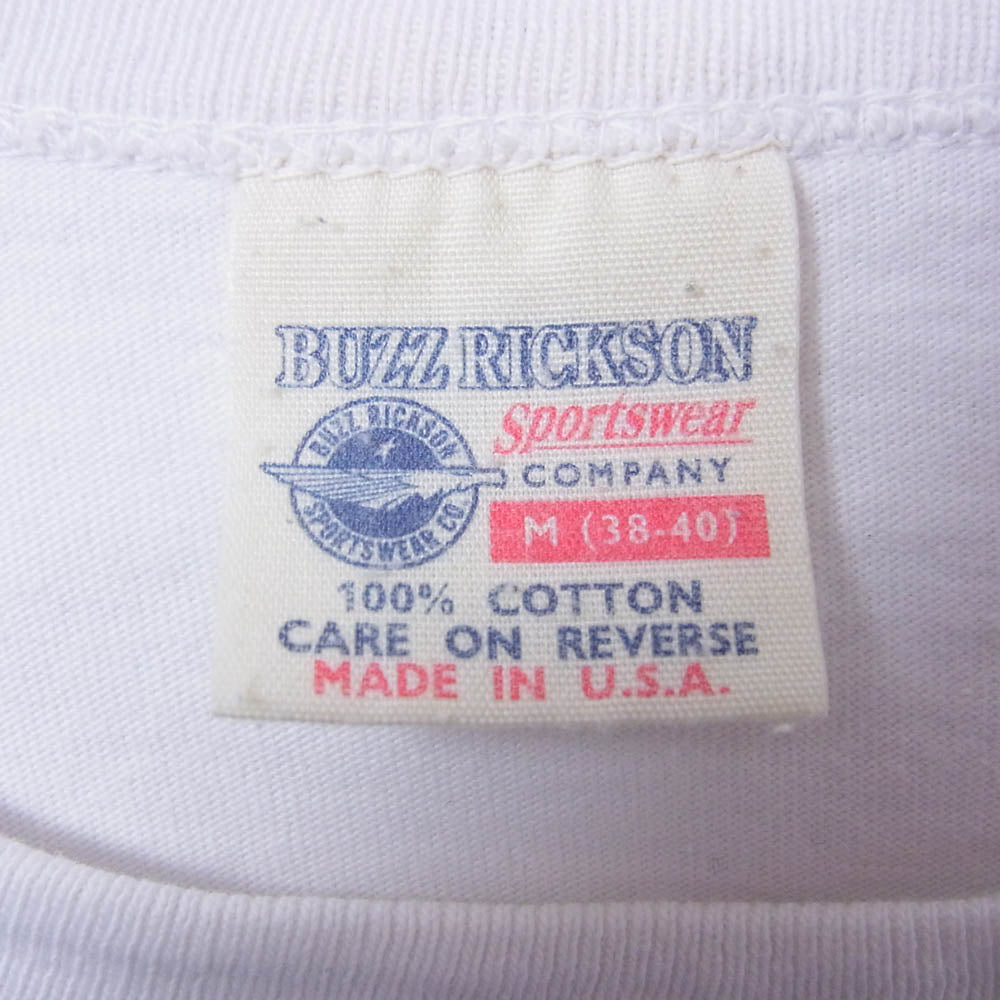 BUZZ RICKSON
Sportswear
COMPANY
BUZZ RICKSON
SPORTSWEAR CO.
M (38-40)
100% COTTON
CARE ON REVERSE
MADE IN U.S.A.